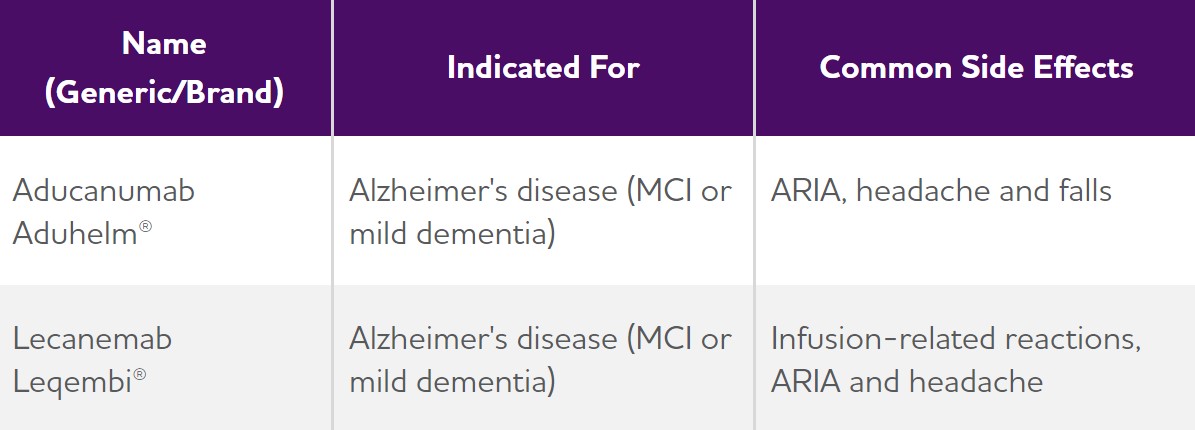 Name
(Generic/Brand)
Indicated For
Common Side Effects
Aducanumab
Aduhelm®
Alzheimer's disease (MCI or
mild dementia)
ARIA, headache and falls
Lecanemab
Leqembi®
Alzheimer's disease (MCI or
mild dementia)
Infusion-related reactions,
ARIA and headache